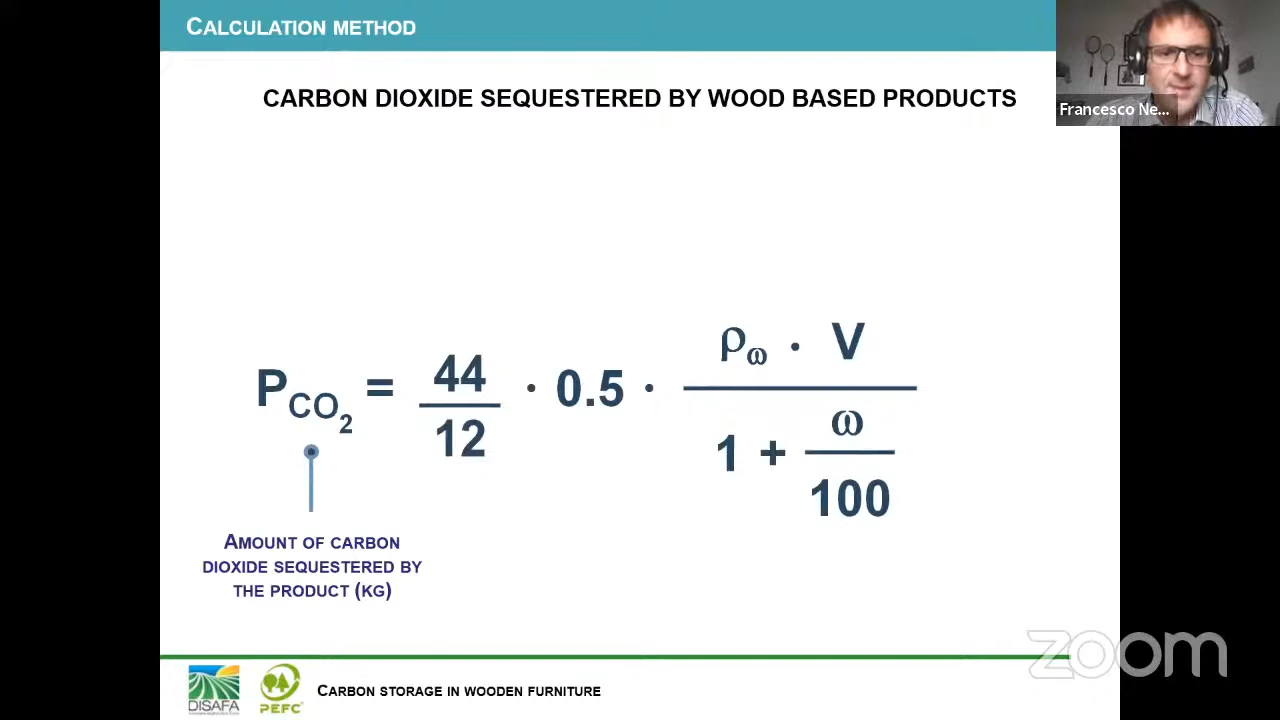 CALCULATION METHOD
CARBON DIOXIDE SEQUESTERED BY WOOD BASED PRODUCTS
Francesco Ne...
P_CO₂ = 44/12 · 0.5 · (ρ_ω · V)/(1 + ω/100)
AMOUNT OF CARBON
DIOXIDE SEQUESTERED BY
THE PRODUCT (KG)
zoom
DISAFA
PEFC
CARBON STORAGE IN WOODEN FURNITURE